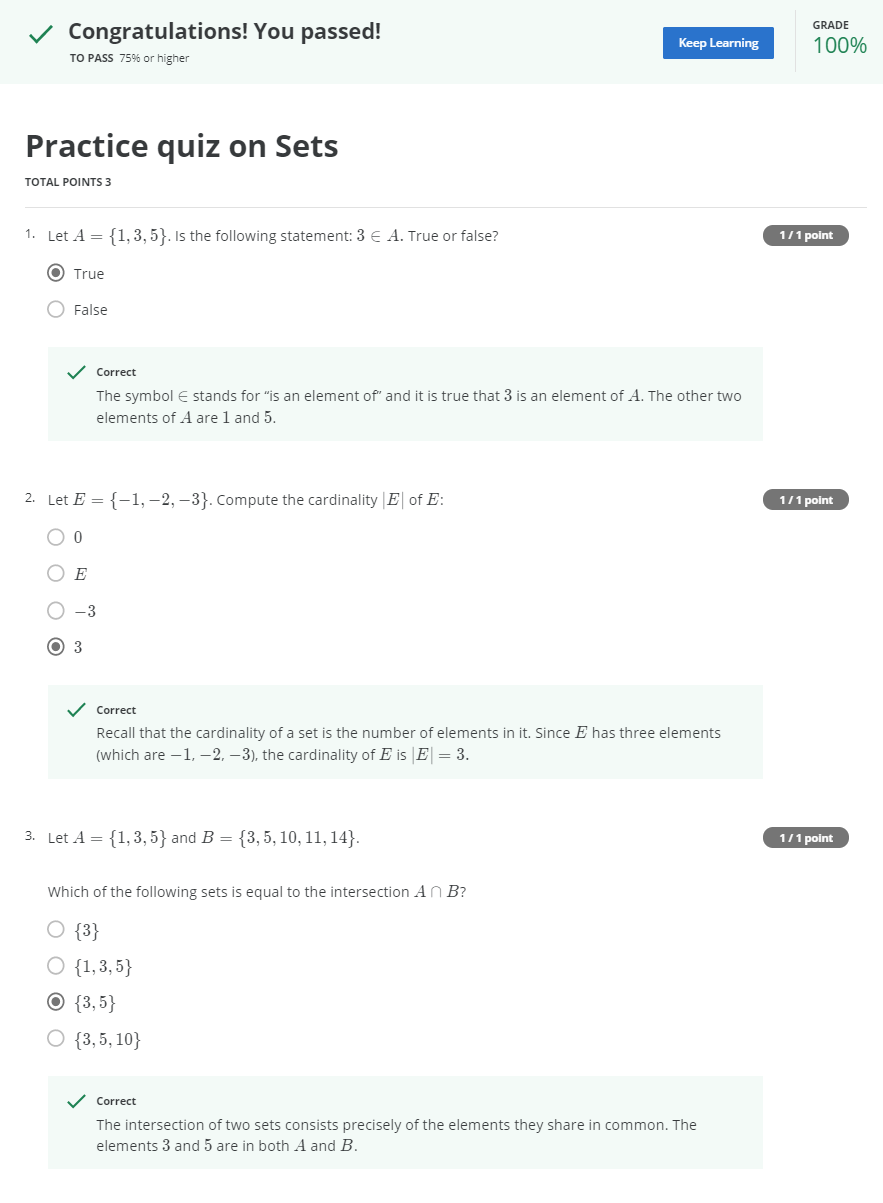 Congratulations! You passed!
TO PASS 75% or higher
Keep Learning
GRADE
100%
Practice quiz on Sets
TOTAL POINTS 3
1. Let A = {1, 3, 5}. Is the following statement: 3 ∈ A. True or false?
1 / 1 point
True
False
Correct
The symbol ∈ stands for “is an element of” and it is true that 3 is an element of A. The other two
elements of A are 1 and 5.
2. Let E = {−1, −2, −3}. Compute the cardinality |E| of E:
1 / 1 point
0
E
−3
3
Correct
Recall that the cardinality of a set is the number of elements in it. Since E has three elements
(which are −1, −2, −3), the cardinality of E is |E| = 3.
3. Let A = {1, 3, 5} and B = {3, 5, 10, 11, 14}.
1 / 1 point
Which of the following sets is equal to the intersection A ∩ B?
{3}
{1, 3, 5}
{3, 5}
{3, 5, 10}
Correct
The intersection of two sets consists precisely of the elements they share in common. The
elements 3 and 5 are in both A and B.